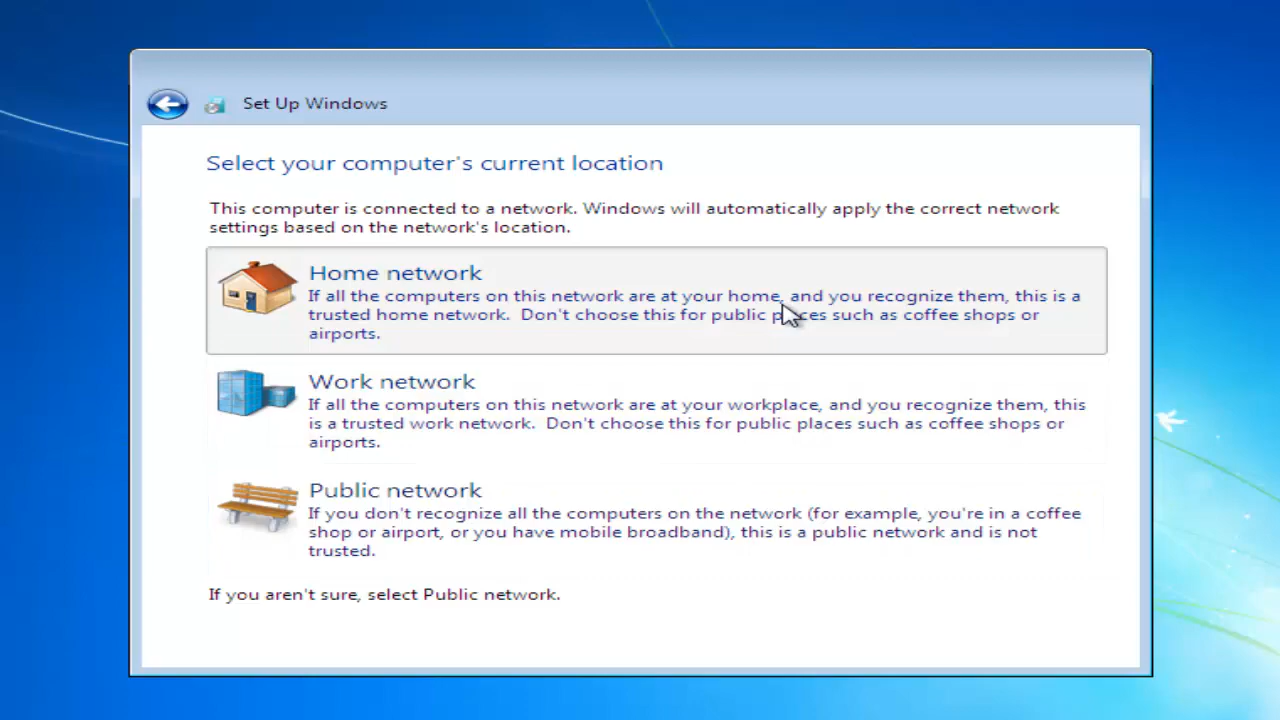 Set Up Windows
Select your computer's current location
This computer is connected to a network. Windows will automatically apply the correct network
settings based on the network's location.
Home network
If all the computers on this network are at your home, and you recognize them, this is a
trusted home network. Don't choose this for public places such as coffee shops or
airports.
Work network
If all the computers on this network are at your workplace, and you recognize them, this
is a trusted work network. Don't choose this for public places such as coffee shops or
airports.
Public network
If you don't recognize all the computers on the network (for example, you're in a coffee
shop or airport, or you have mobile broadband), this is a public network and is not
trusted.
If you aren't sure, select Public network.